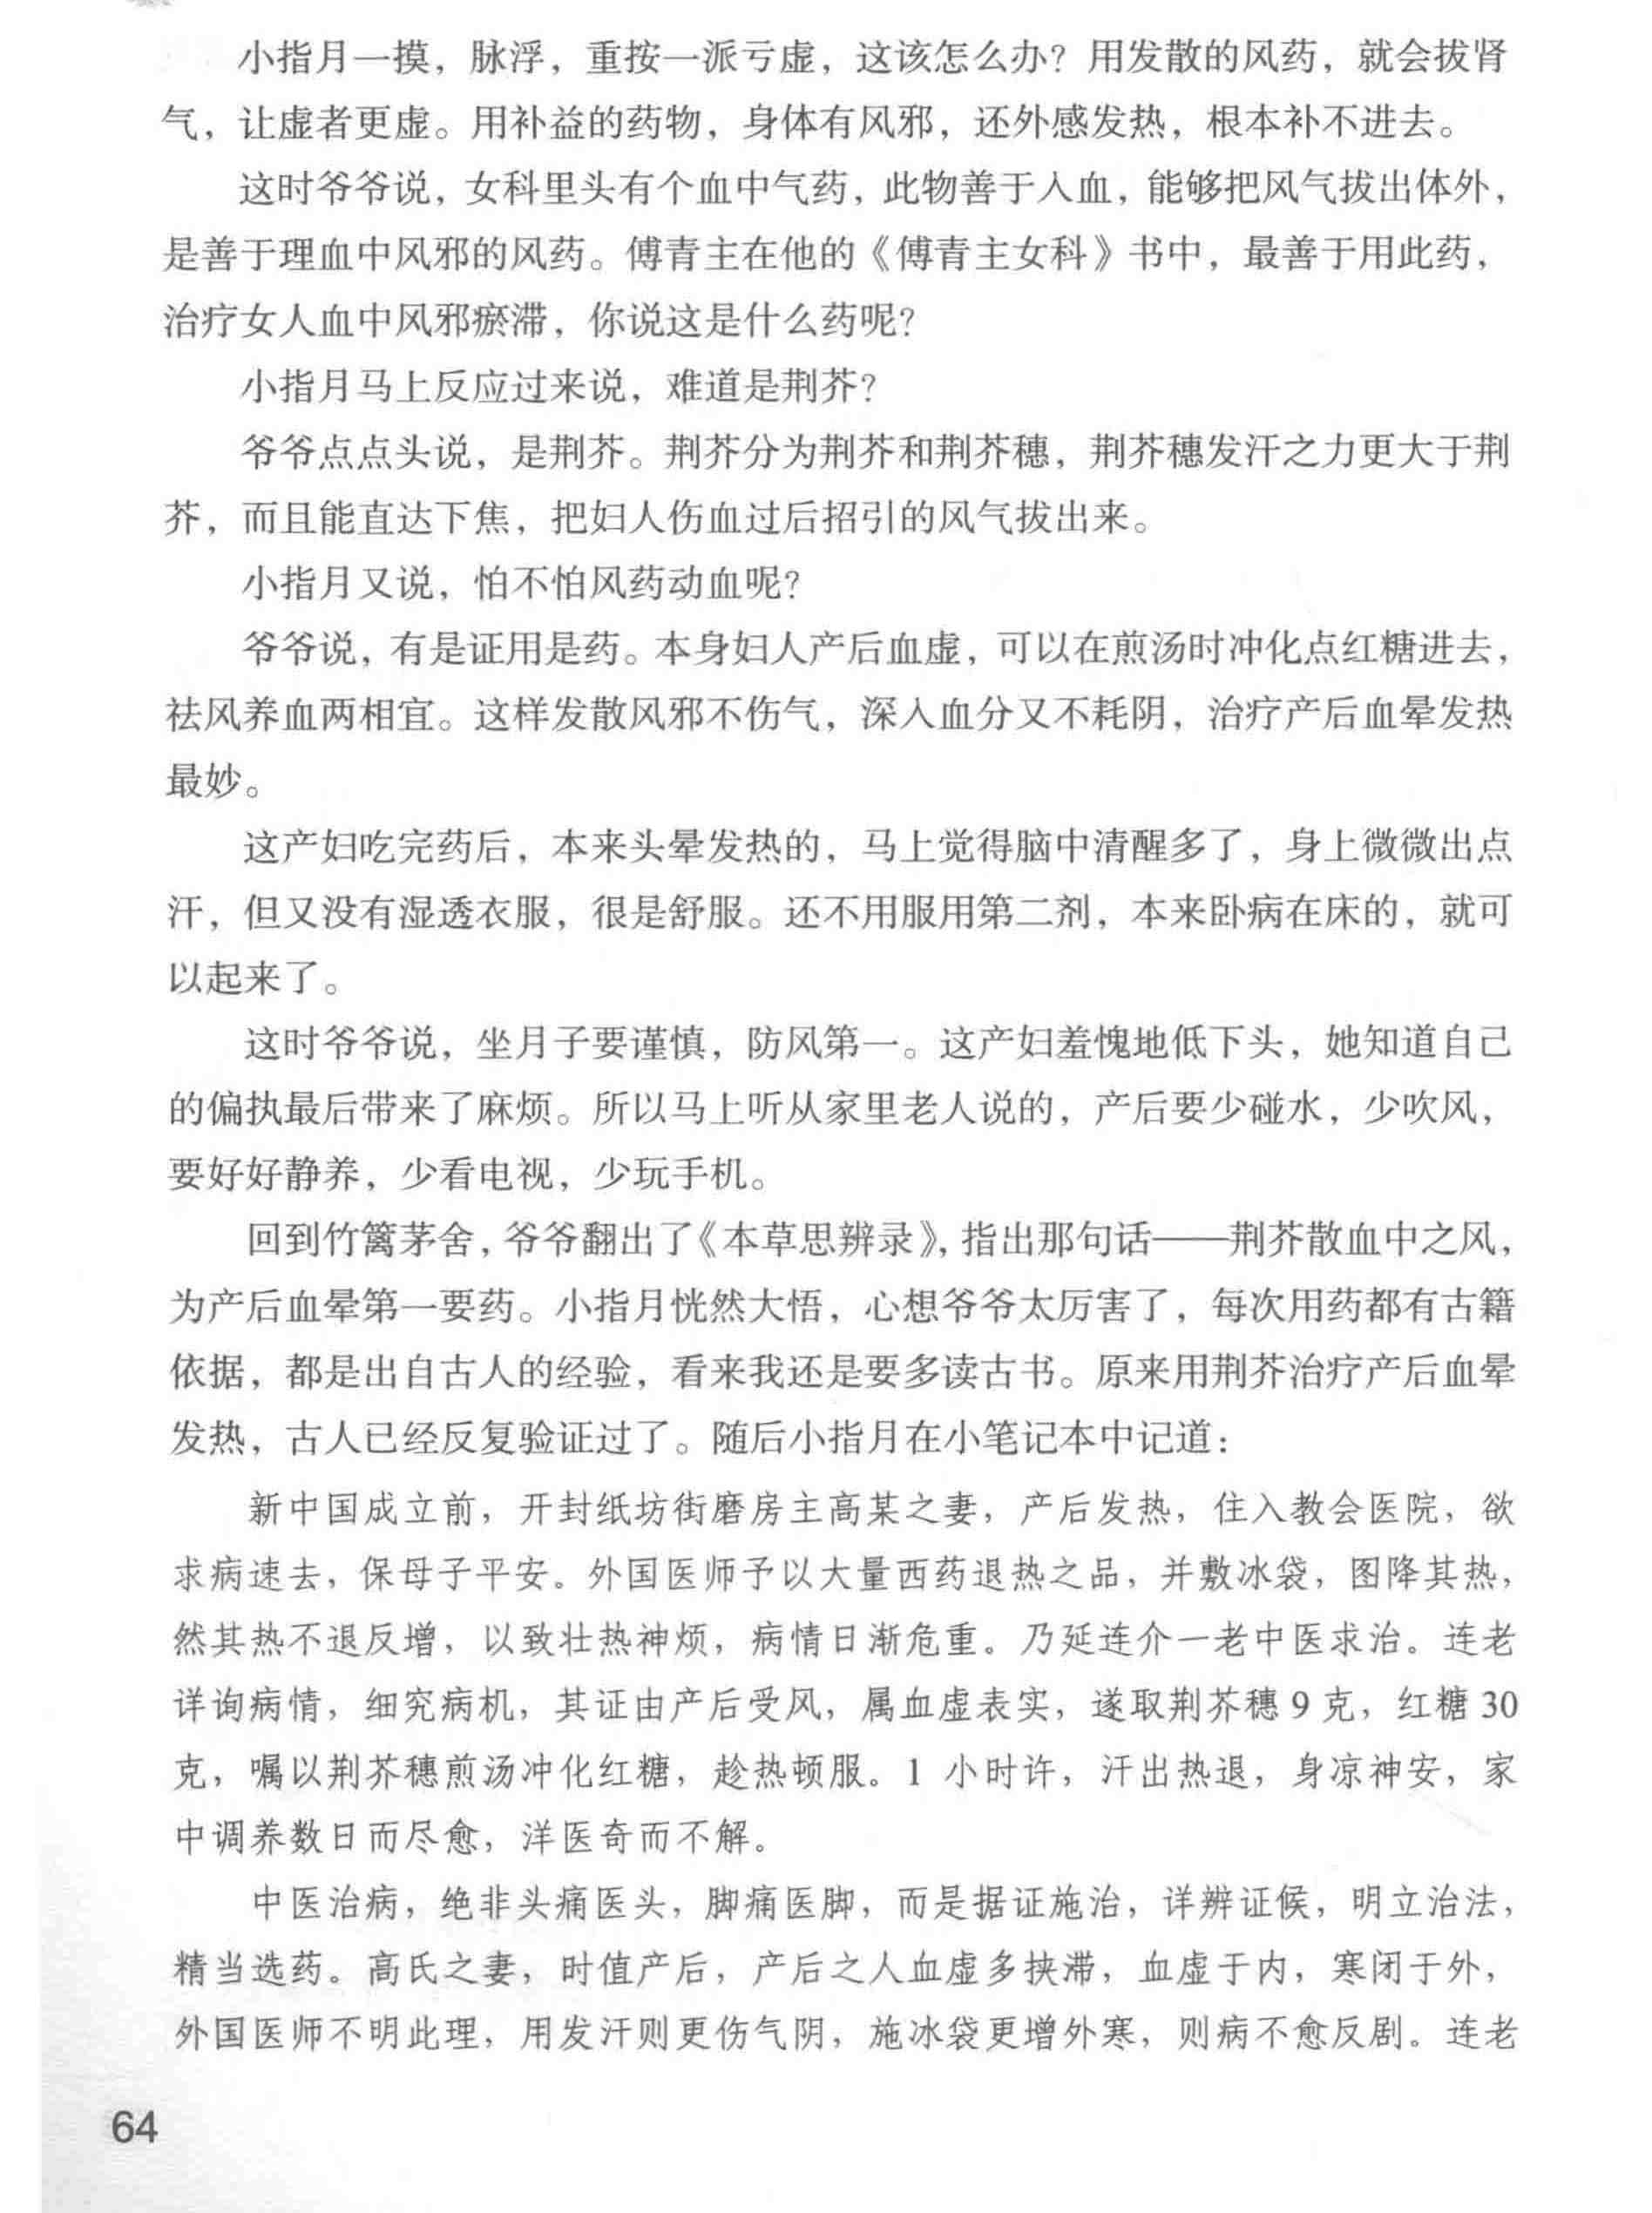 小指月一摸，脉浮，重按一派亏虚，这该怎么办？用发散的风药，就会拔肾
气，让虚者更虚。用补益的药物，身体有风邪，还外感发热，根本补不进去。
这时爷爷说，女科里头有个血中气药，此物善于入血，能够把风气拔出体外，
是善于理血中风邪的风药。傅青主在他的《傅青主女科》书中，最善于用此药，
治疗女人血中风邪瘀滞，你说这是什么药呢？
小指月马上反应过来说，难道是荆芥？
爷爷点点头说，是荆芥。荆芥分为荆芥和荆芥穗，荆芥穗发汗之力更大于荆
芥，而且能直达下焦，把妇人伤血过后招引的风气拔出来。
小指月又说，怕不怕风药动血呢？
爷爷说，有是证用是药。本身妇人产后血虚，可以在煎汤时冲化点红糖进去，
祛风养血两相宜。这样发散风邪不伤气，深入血分又不耗阴，治疗产后血晕发热
最妙。
这产妇吃完药后，本来头晕发热的，马上觉得脑中清醒多了，身上微微出点
汗，但又没有湿透衣服，很是舒服。还不用服用第二剂，本来卧病在床的，就可
以起来了。
这时爷爷说，坐月子要谨慎，防风第一。这产妇羞愧地低下头，她知道自己
的偏执最后带来了麻烦。所以马上听从家里老人说的，产后要少碰水，少吹风，
要好好静养，少看电视，少玩手机。
回到竹篱茅舍，爷爷翻出了《本草思辨录》，指出那句话——荆芥散血中之风，
为产后血晕第一要药。小指月恍然大悟，心想爷爷太厉害了，每次用药都有古籍
依据，都是出自古人的经验，看来我还是要多读古书。原来用荆芥治疗产后血晕
发热，古人已经反复验证过了。随后小指月在小笔记本中记道：
新中国成立前，开封纸坊街磨房主高某之妻，产后发热，住入教会医院，欲
求病速去，保母子平安。外国医师予以大量西药退热之品，并敷冰袋，图降其热，
然其热不退反增，以致壮热神烦，病情日渐危重。乃延连介一老中医求治。连老
详询病情，细究病机，其证由产后受风，属血虚表实，遂取荆芥穗 9 克，红糖 30
克，嘱以荆芥穗煎汤冲化红糖，趁热顿服。1 小时许，汗出热退，身凉神安，家
中调养数日而尽愈，洋医奇而不解。
中医治病，绝非头痛医头，脚痛医脚，而是据证施治，详辨证候，明立治法，
精当选药。高氏之妻，时值产后，产后之人血虚多挟滞，血虚于内，寒闭于外，
外国医师不明此理，用发汗则更伤气阴，施冰袋更增外寒，则病不愈反剧。连老
64